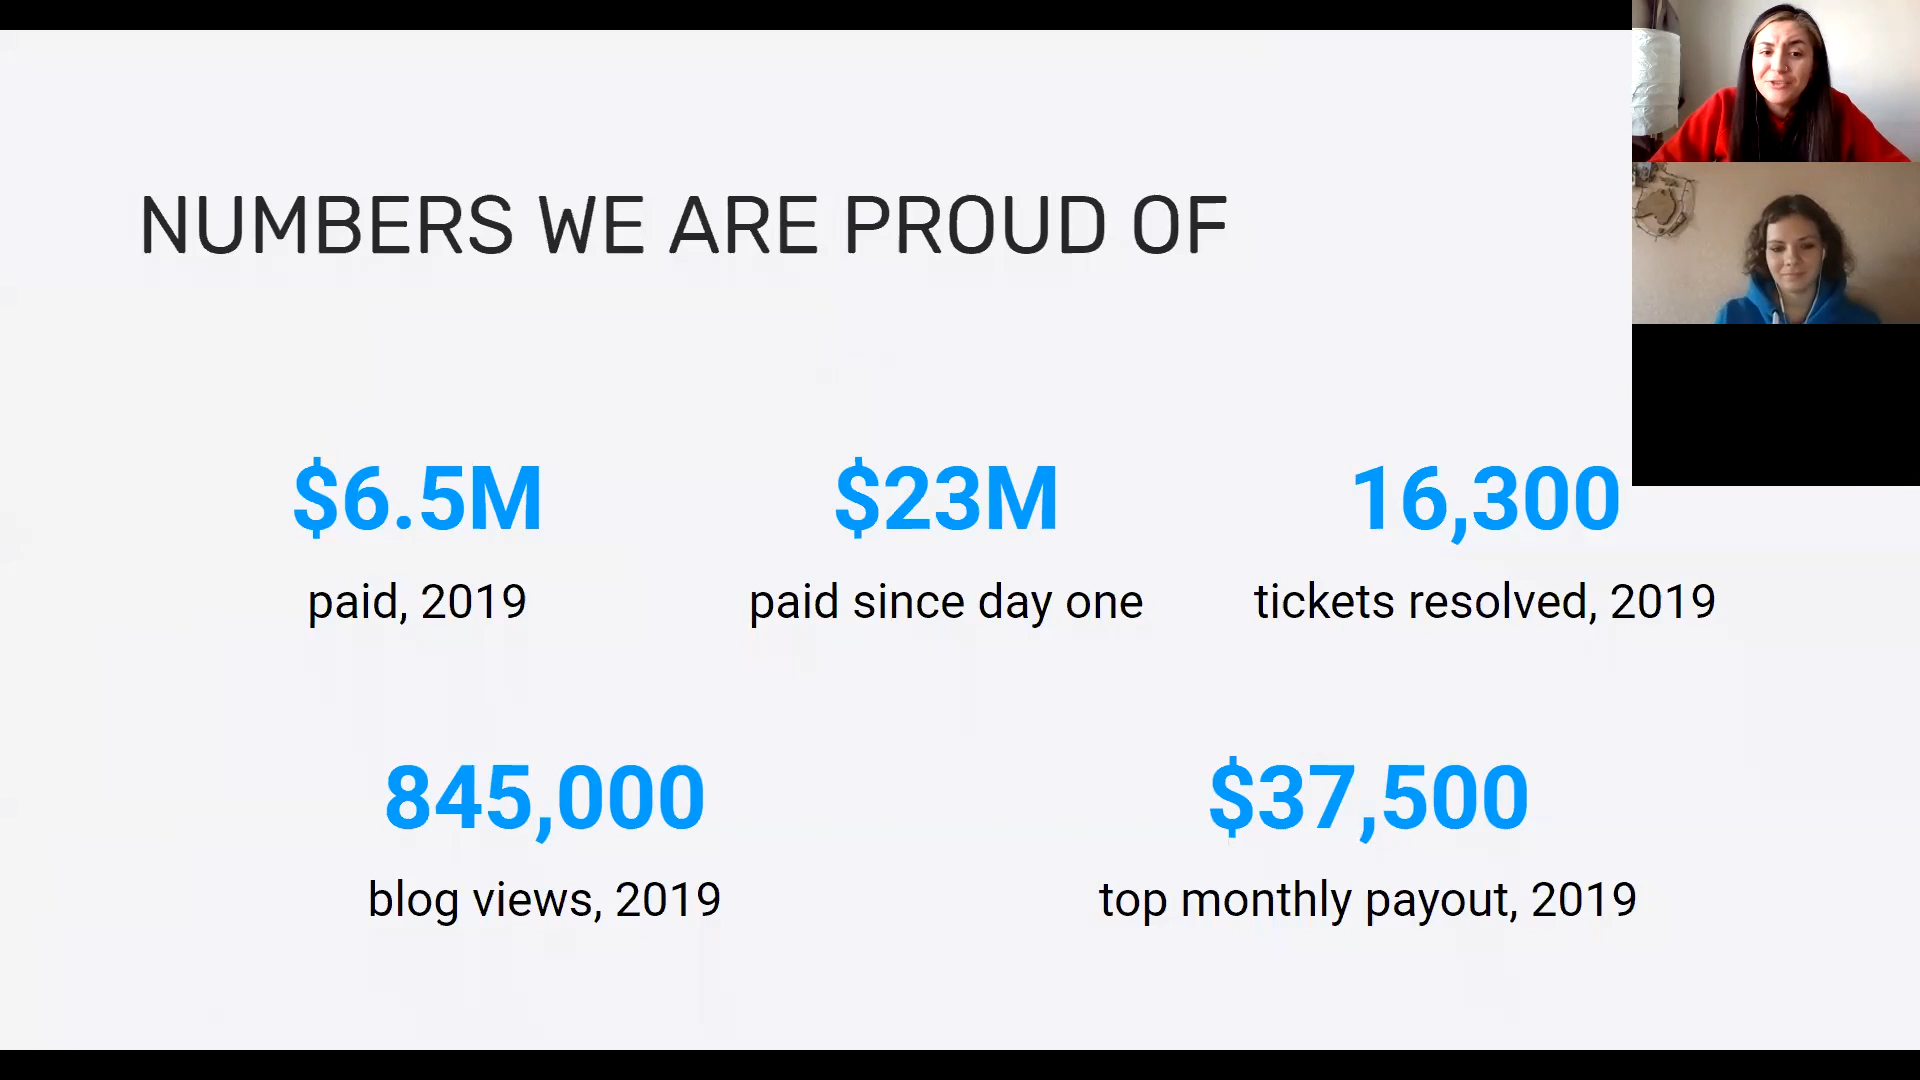 NUMBERS WE ARE PROUD OF
$6.5M
paid, 2019
$23M
paid since day one
16,300
tickets resolved, 2019
845,000
blog views, 2019
$37,500
top monthly payout, 2019